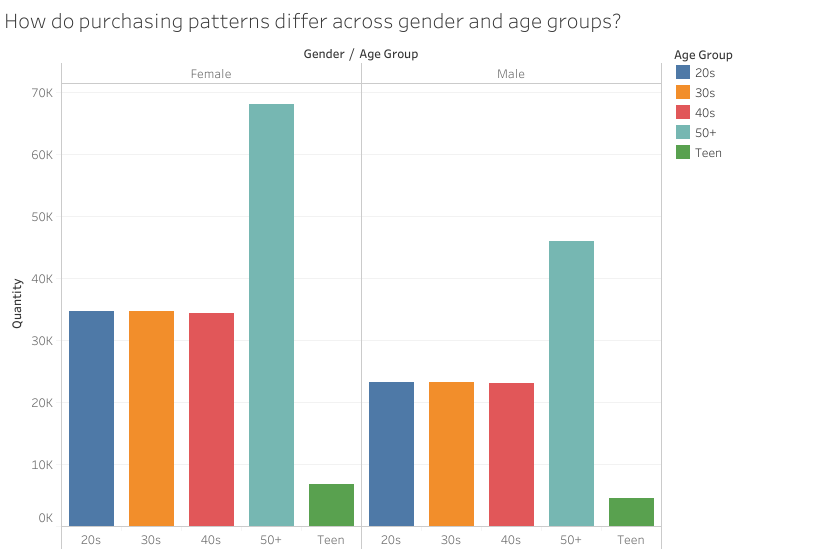 How do purchasing patterns differ across gender and age groups?
Gender / Age Group
Female
Male
Age Group
20s
30s
40s
50+
Teen
Quantity
70K
60K
50K
40K
30K
20K
10K
0K
20s 30s 40s 50+ Teen 20s 30s 40s 50+ Teen